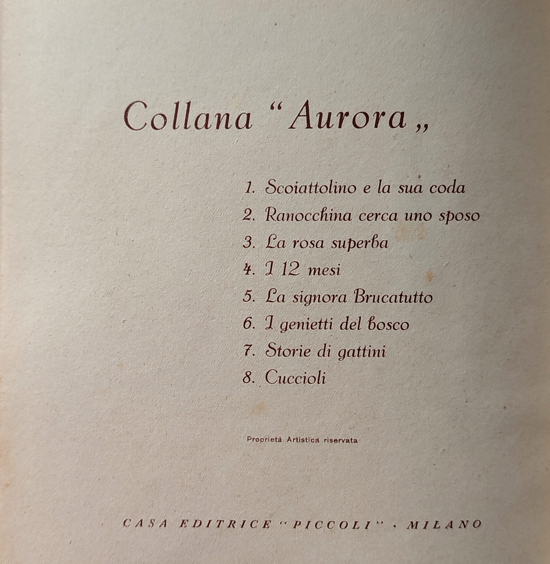 Collana “ Aurora „
1. Scoiattolino e la sua coda
2. Ranocchina cerca uno sposo
3. La rosa superba
4. I 12 mesi
5. La signora Brucatutto
6. I genietti del bosco
7. Storie di gattini
8. Cuccioli
Proprietà Artistica riservata
CASA EDITRICE “PICCOLI” · MILANO